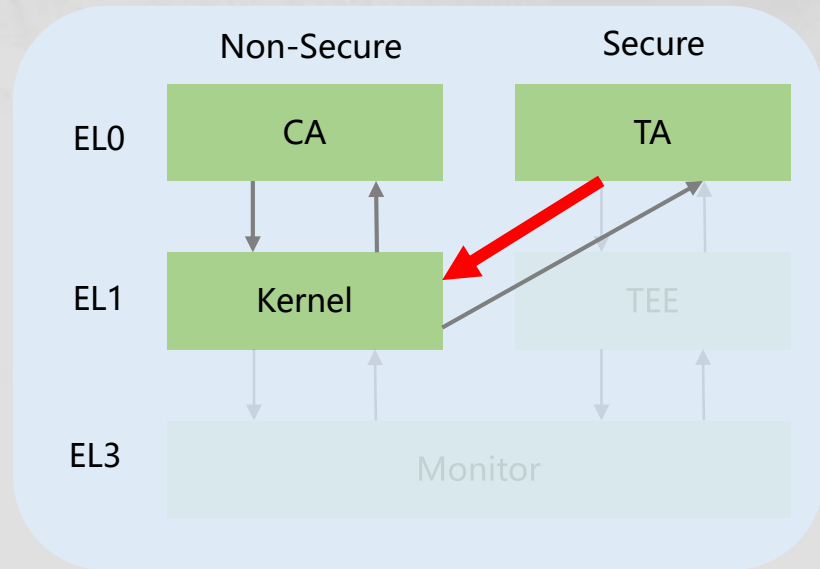 Non-Secure
Secure
EL0
CA
TA
EL1
Kernel
TEE
EL3
Monitor